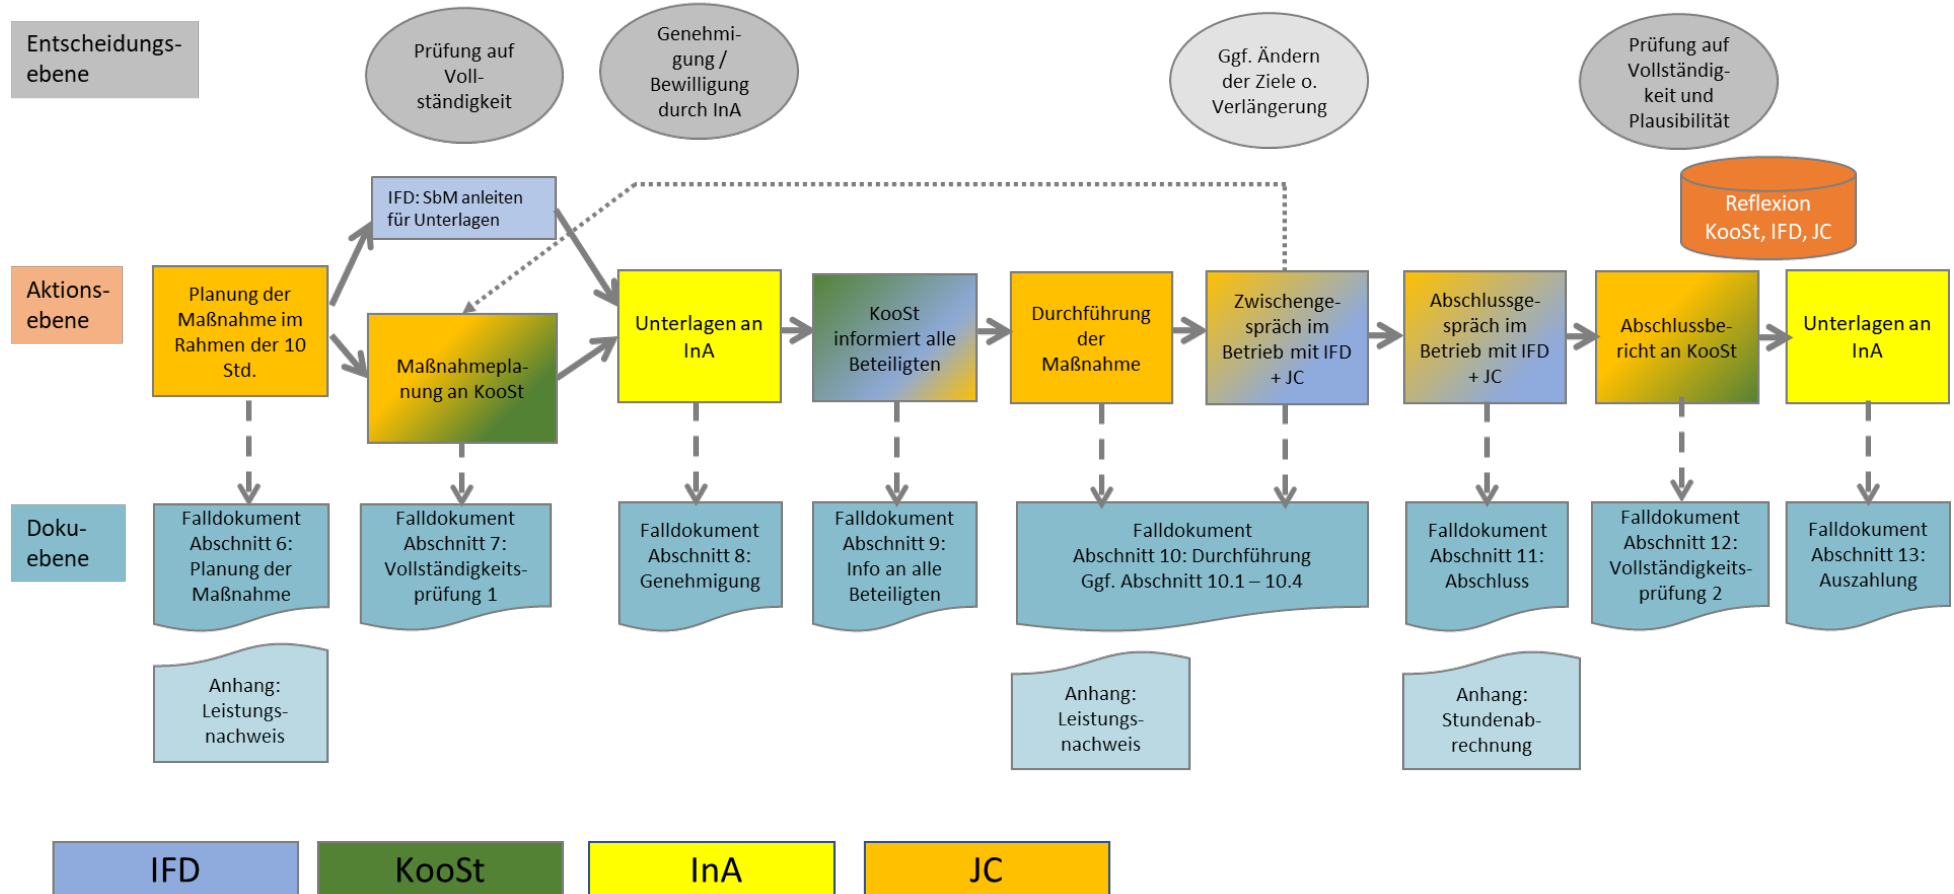 Entscheidungs-
ebene
Prüfung auf
Voll-
ständigkeit
Genehmi-
gung /
Bewilligung
durch InA
Ggf. Ändern
der Ziele o.
Verlängerung
Prüfung auf
Vollständig-
keit und
Plausibilität
Reflexion
KooSt, IFD, JC
IFD: SbM anleiten
für Unterlagen
Aktions-
ebene
Planung der
Maßnahme im
Rahmen der 10
Std.
Maßnahmepla-
nung an KooSt
Unterlagen an
InA
KooSt
informiert alle
Beteiligten
Durchführung
der
Maßnahme
Zwischenge-
spräch im
Betrieb mit IFD
+ JC
Abschlussge-
spräch im
Betrieb mit IFD
+ JC
Abschlussbe-
richt an KooSt
Unterlagen an
InA
Doku-
ebene
Falldokument
Abschnitt 6:
Planung der
Maßnahme
Falldokument
Abschnitt 7:
Vollständigkeits-
prüfung 1
Falldokument
Abschnitt 8:
Genehmigung
Falldokument
Abschnitt 9:
Info an alle
Beteiligten
Falldokument
Abschnitt 10: Durchführung
Ggf. Abschnitt 10.1 – 10.4
Falldokument
Abschnitt 11:
Abschluss
Falldokument
Abschnitt 12:
Vollständigkeits-
prüfung 2
Falldokument
Abschnitt 13:
Auszahlung
Anhang:
Leistungs-
nachweis
Anhang:
Leistungs-
nachweis
Anhang:
Stundenab-
rechnung
IFD
KooSt
InA
JC